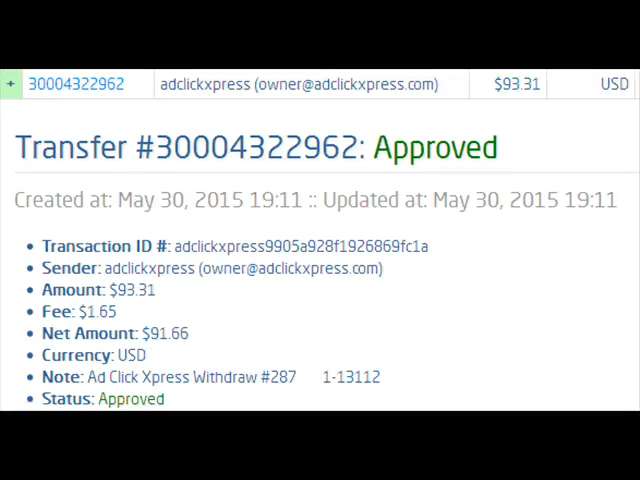 + 30004322962 adclickxpress (owner@adclickxpress.com) $93.31 USD
Transfer #30004322962: Approved
Created at: May 30, 2015 19:11 :: Updated at: May 30, 2015 19:11
• Transaction ID #: adclickxpress9905a928f1926869fc1a
• Sender: adclickxpress (owner@adclickxpress.com)
• Amount: $93.31
• Fee: $1.65
• Net Amount: $91.66
• Currency: USD
• Note: Ad Click Xpress Withdraw #287 1-13112
• Status: Approved